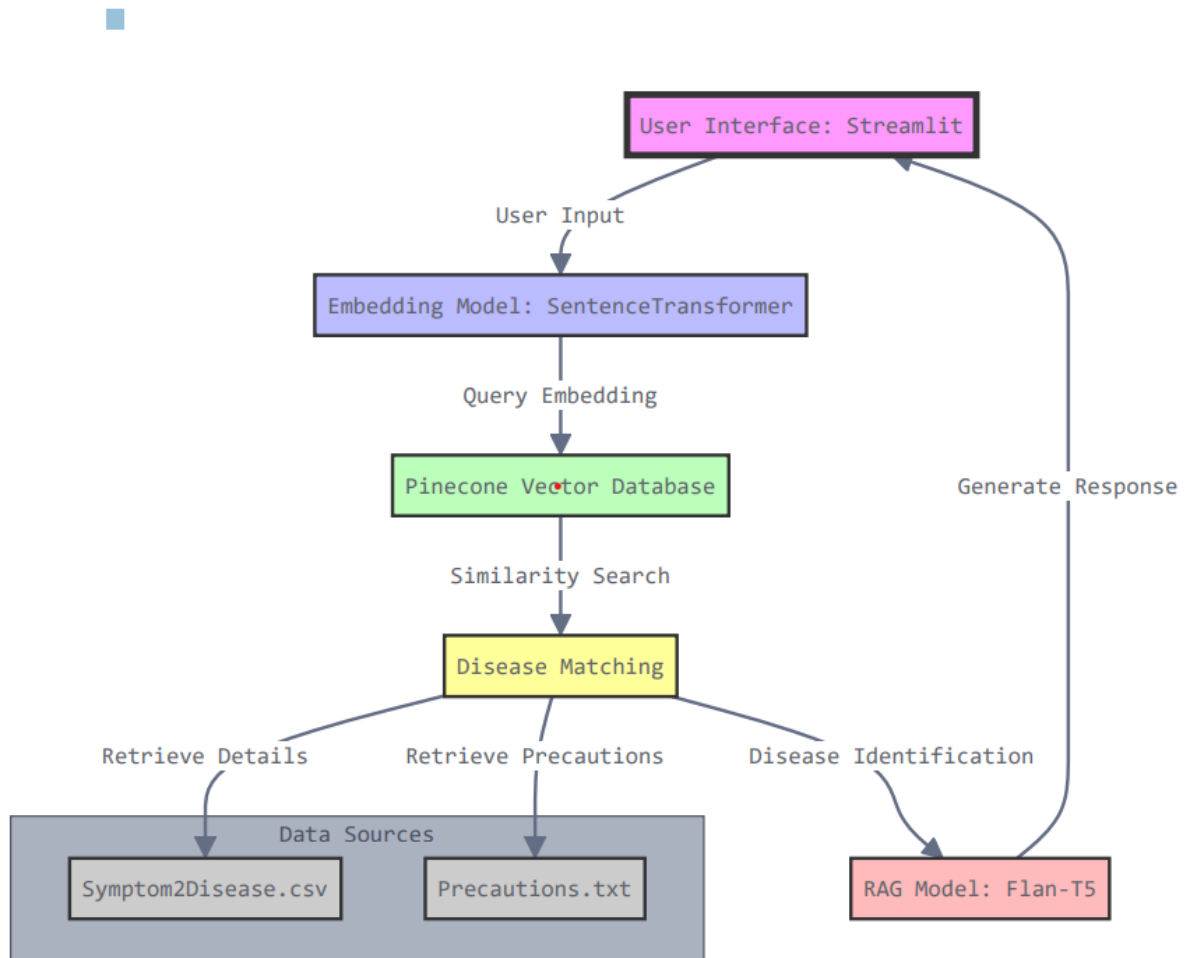 User Interface: Streamlit
User Input
Embedding Model: SentenceTransformer
Query Embedding
Pinecone Vector Database
Generate Response
Similarity Search
Disease Matching
Retrieve Details
Retrieve Precautions
Disease Identification
Data Sources
Symptom2Disease.csv
Precautions.txt
RAG Model: Flan-T5